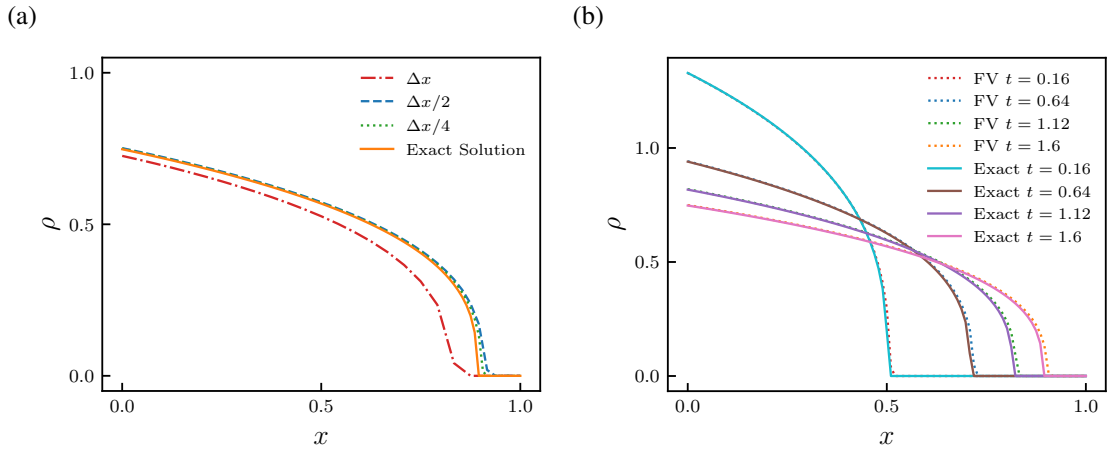 (a)
1.0
0.5
0.0
ρ
0.0
0.5
1.0
x
Δx
Δx/2
Δx/4
Exact Solution
(b)
1.0
0.5
0.0
ρ
0.0
0.5
1.0
x
FV t = 0.16
FV t = 0.64
FV t = 1.12
FV t = 1.6
Exact t = 0.16
Exact t = 0.64
Exact t = 1.12
Exact t = 1.6